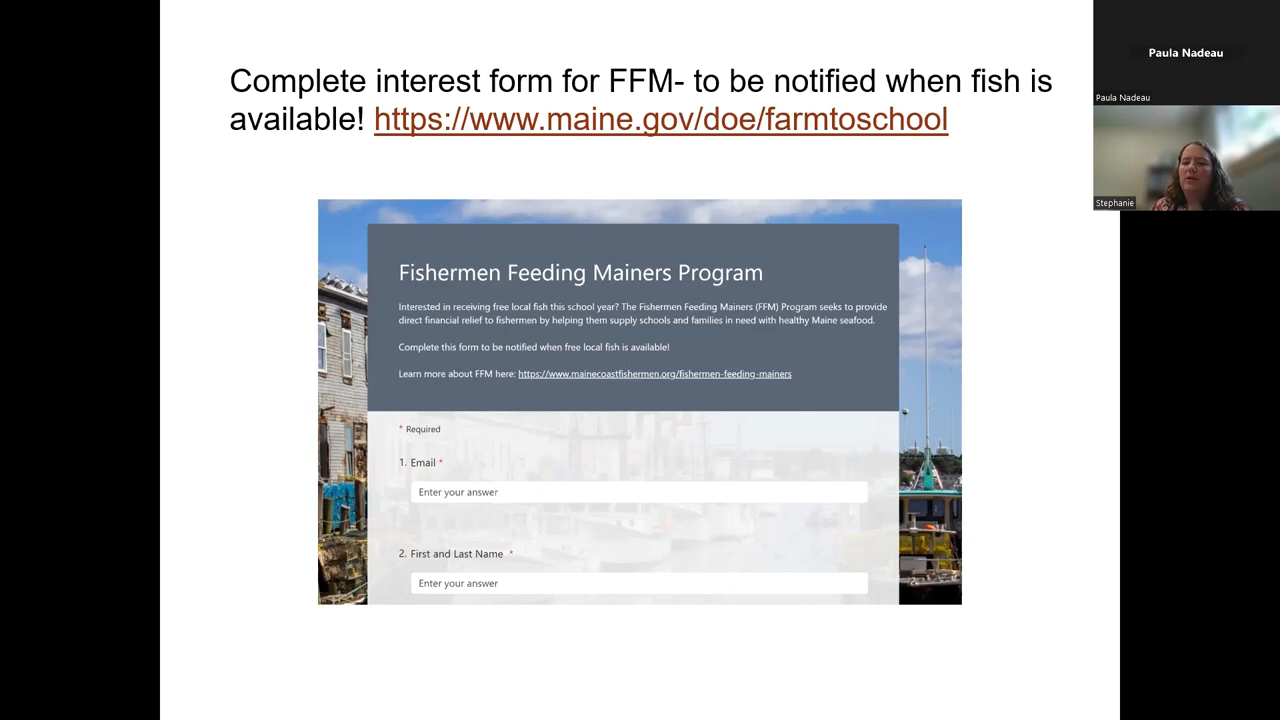 Complete interest form for FFM- to be notified when fish is
available! https://www.maine.gov/doe/farmtoschool
Paula Nadeau
Paula Nadeau
Stephanie
Fishermen Feeding Mainers Program
Interested in receiving free local fish this school year? The Fishermen Feeding Mainers (FFM) Program seeks to provide
direct financial relief to fishermen by helping them supply schools and families in need with healthy Maine seafood.
Complete this form to be notified when free local fish is available!
Learn more about FFM here: https://www.mainecoastfishermen.org/fishermen-feeding-mainers
* Required
1. Email *
Enter your answer
2. First and Last Name *
Enter your answer